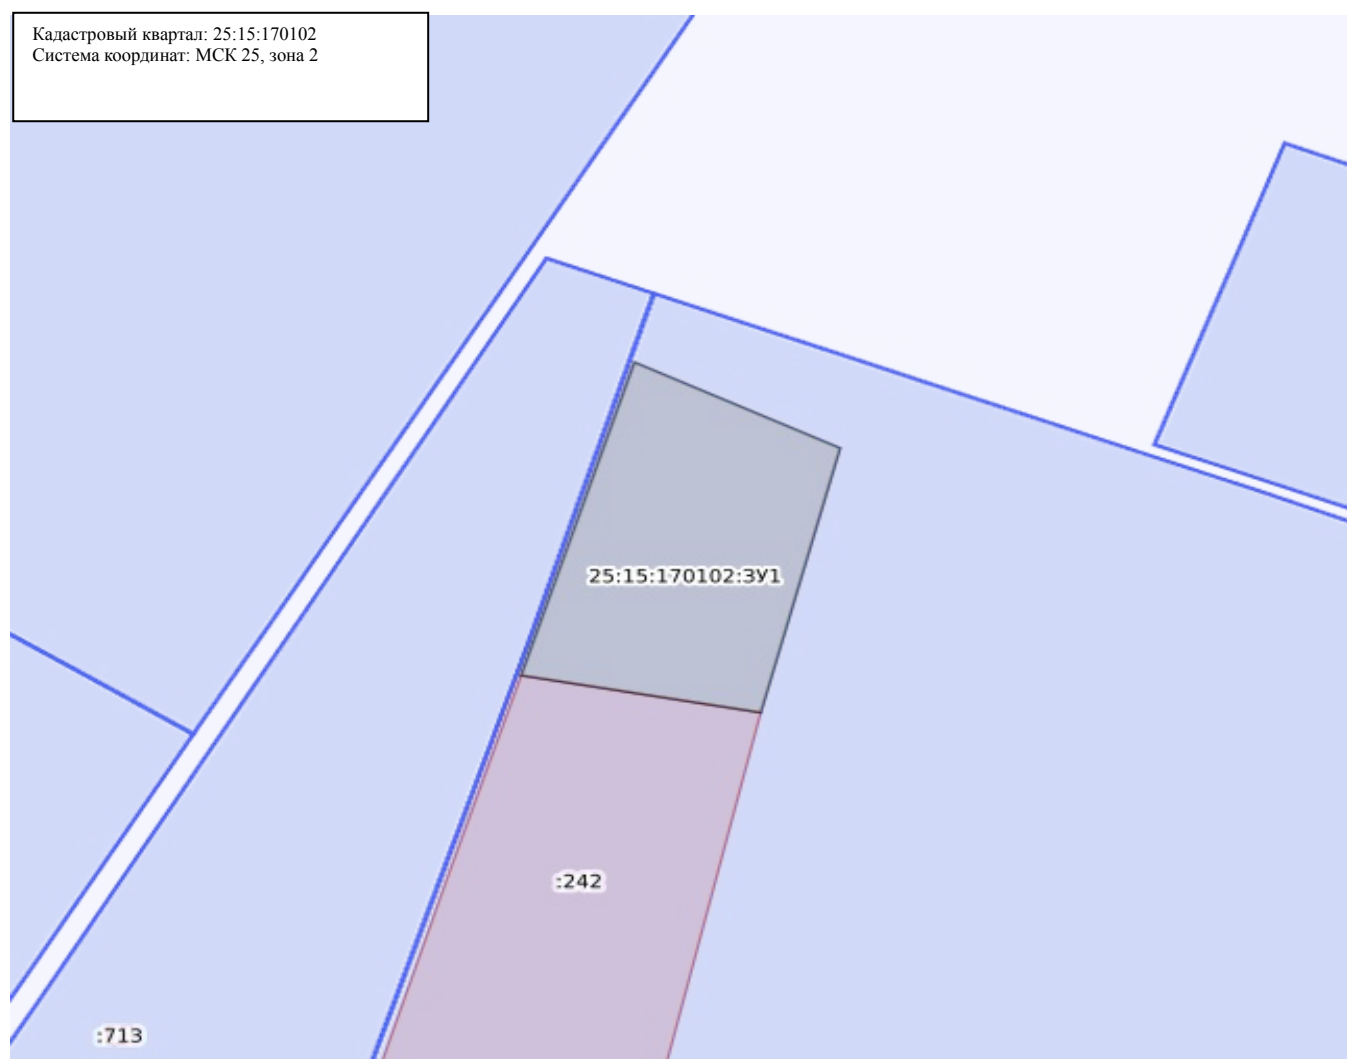 Кадастровый квартал: 25:15:170102
Система координат: МСК 25, зона 2
25:15:170102:ЗУ1
:242
:713